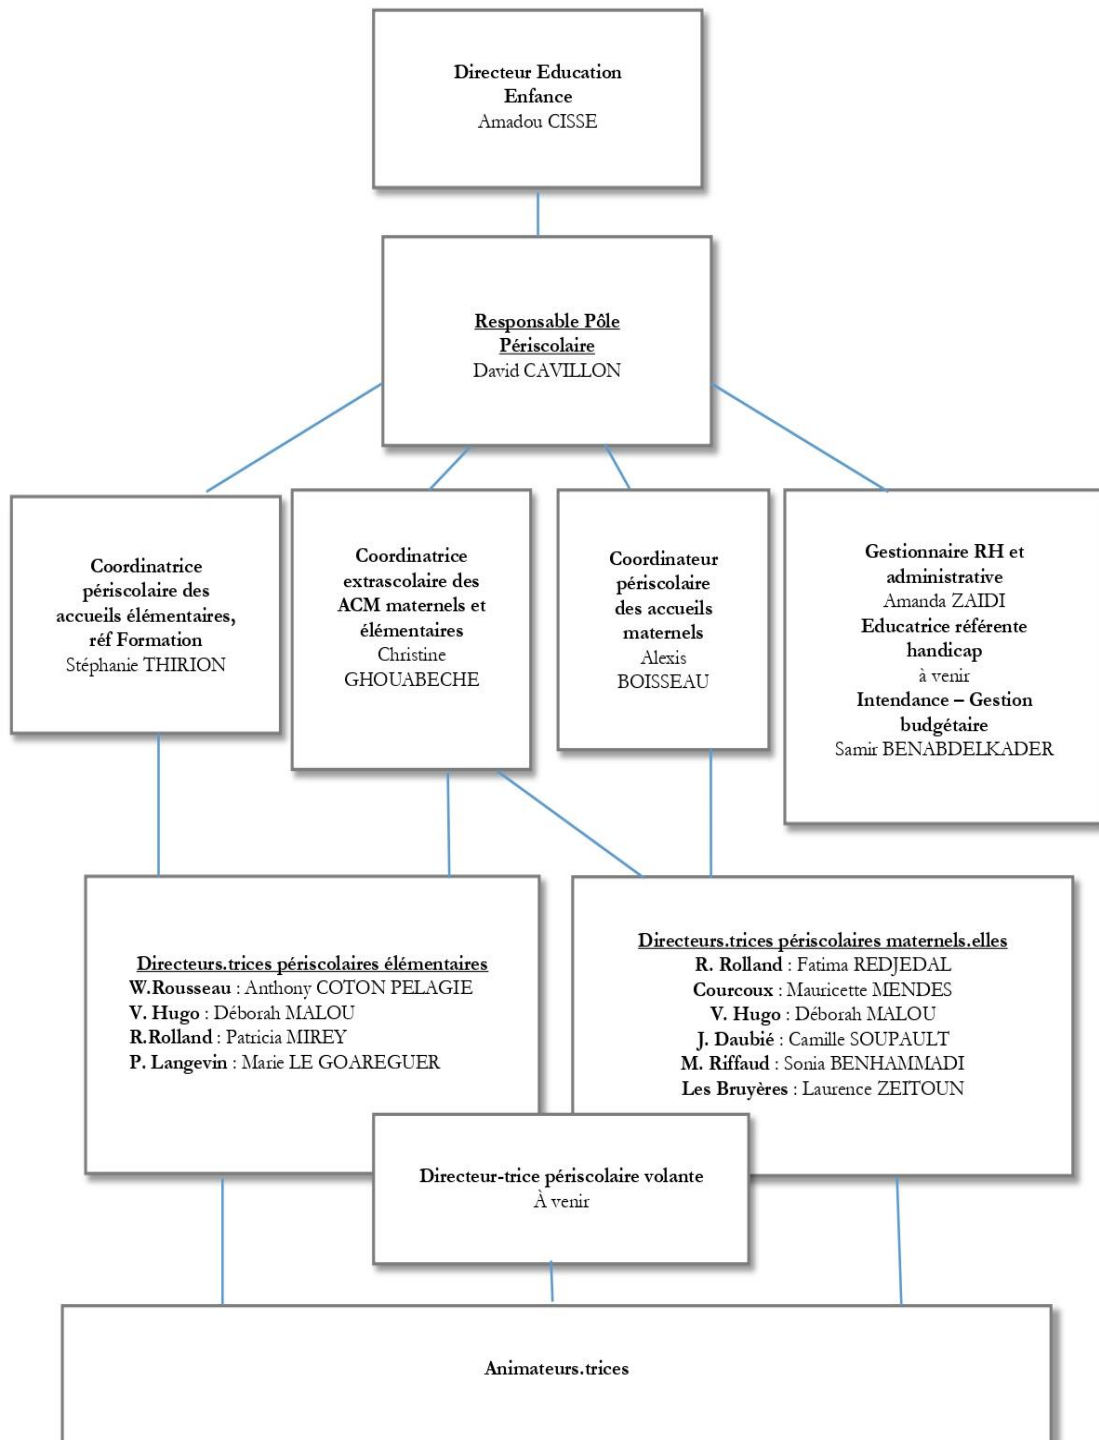 Directeur Education
Enfance
Amadou CISSE
Responsable Pôle
Périscolaire
David CAVILLON
Coordinatrice
périscolaire des
accueils élémentaires,
réf Formation
Stéphanie THIRION
Coordinatrice
extrascolaire des
ACM maternels et
élémentaires
Christine
GHOUABECHE
Coordinateur
périscolaire
des accueils
maternels
Alexis
BOISSEAU
Gestionnaire RH et
administrative
Amanda ZAIDI
Educatrice référente
handicap
à venir
Intendance – Gestion
budgétaire
Samir BENABDELKADER
Directeurs.trices périscolaires élémentaires
W.Rousseau : Anthony COTON PELAGIE
V. Hugo : Déborah MALOU
R.Rolland : Patricia MIREY
P. Langevin : Marie LE GOAREGUER
Directeurs.trices périscolaires maternels.elles
R. Rolland : Fatima REDJEDAL
Courcoux : Mauricette MENDES
V. Hugo : Déborah MALOU
J. Daubié : Camille SOUPAULT
M. Riffaud : Sonia BENHAMMADI
Les Bruyères : Laurence ZEITOUN
Directeur-trice périscolaire volante
À venir
Animateurs.trices